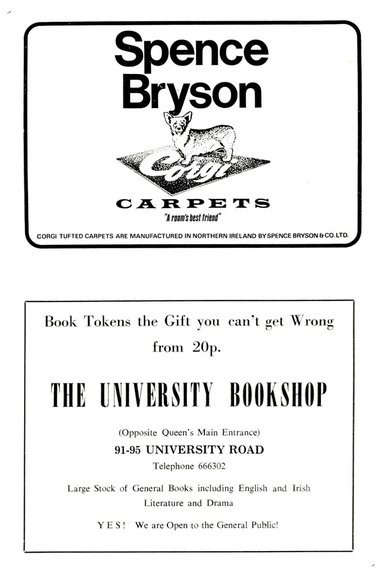 Spence
Bryson
Corgi
CARPETS
"A room's best friend"
CORGI TUFTED CARPETS ARE MANUFACTURED IN NORTHERN IRELAND BY SPENCE BRYSON & CO. LTD.
Book Tokens the Gift you can't get Wrong
from 20p.
THE UNIVERSITY BOOKSHOP
(Opposite Queen's Main Entrance)
91-95 UNIVERSITY ROAD
Telephone 666302
Large Stock of General Books including English and Irish
Literature and Drama
YES! We are Open to the General Public!